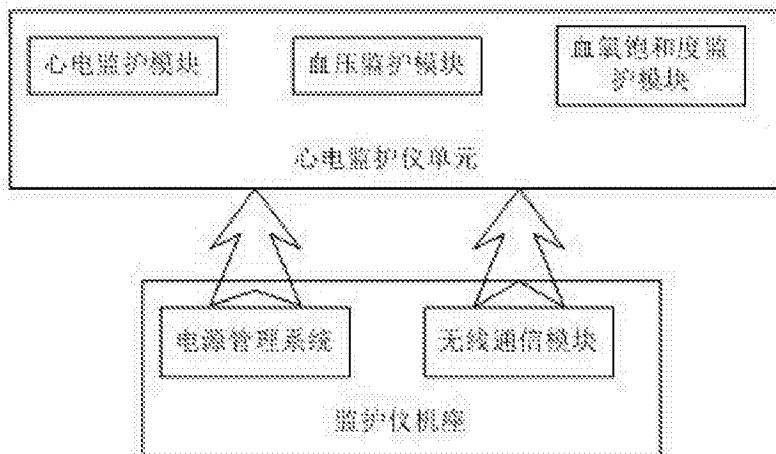 心电监护模块
血压监护模块
血氧饱和度监
护模块
心电监护仪单元
电源管理系统
无线通信模块
监护仪机座